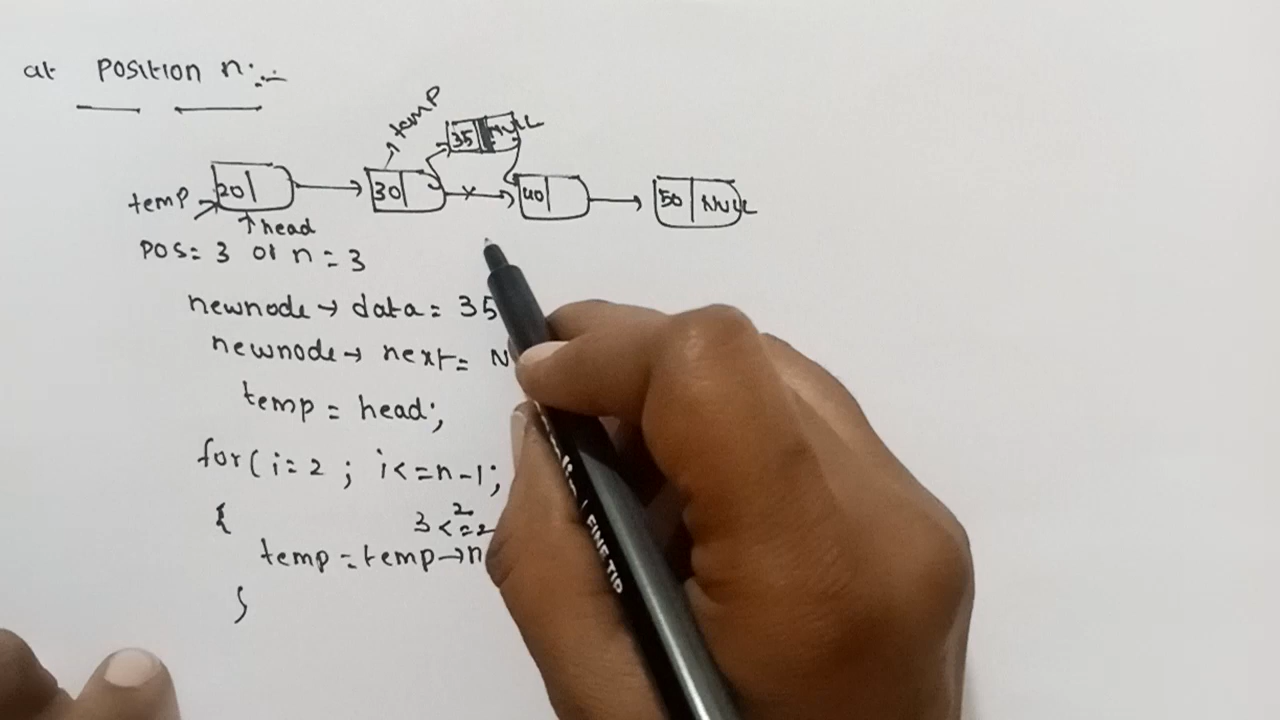 at position n:-
temp
35 NULL
20 30 40 50 NULL
temp
head
pos = 3 or n = 3
newnode → data = 35
newnode → next = N
temp = head;
for( i = 2 ; i <= n-1;
{ 3 <= 2 2
temp = temp → n
}
FINE TIP